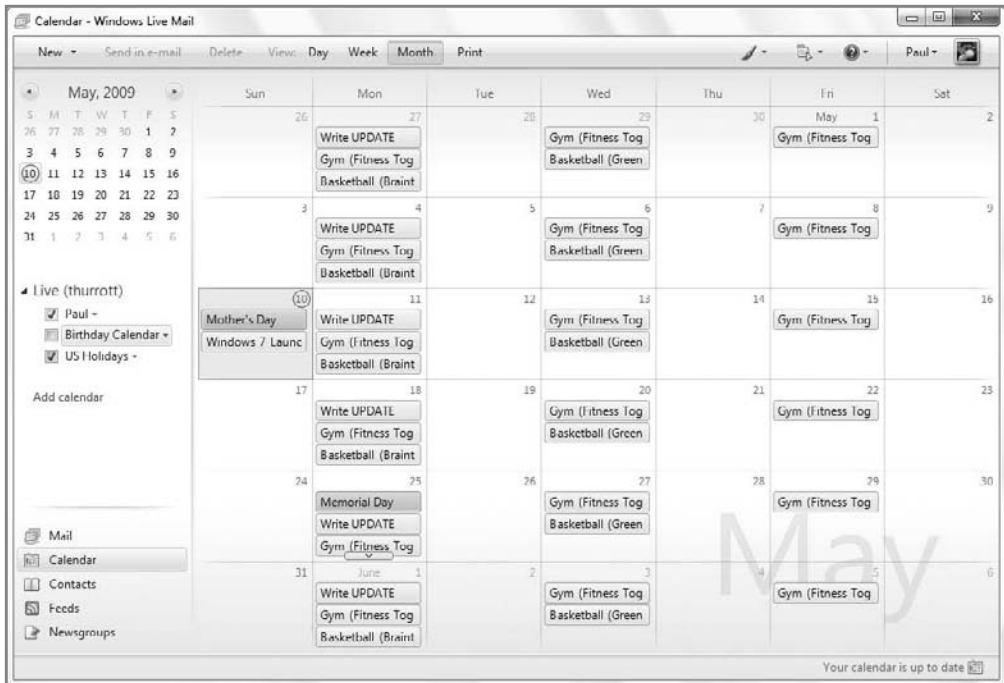 Calendar - Windows Live Mail
New Send in e-mail Delete View: Day Week Month Print Paul
May, 2009
S M T W T F S
26 27 28 29 30 1 2
3 4 5 6 7 8 9
10 11 12 13 14 15 16
17 18 19 20 21 22 23
24 25 26 27 28 29 30
31 1 2 3 4 5 6
Live (thurrott)
Paul
Birthday Calendar
US Holidays
Add calendar
Mail
Calendar
Contacts
Feeds
Newsgroups
Sun Mon Tue Wed Thu Fri Sat
26 27 28 29 30 May 1 2
Write UPDATE Gym (Fitness Tog Gym (Fitness Tog
Gym (Fitness Tog Basketball (Green
Basketball (Braint
3 4 5 6 7 8 9
Write UPDATE Gym (Fitness Tog Gym (Fitness Tog
Gym (Fitness Tog Basketball (Green
Basketball (Braint
10 11 12 13 14 15 16
Mother's Day Write UPDATE Gym (Fitness Tog Gym (Fitness Tog
Windows 7 Launc Gym (Fitness Tog Basketball (Green
Basketball (Braint
17 18 19 20 21 22 23
Write UPDATE Gym (Fitness Tog Gym (Fitness Tog
Gym (Fitness Tog Basketball (Green
Basketball (Braint
24 25 26 27 28 29 30
Memorial Day Gym (Fitness Tog Gym (Fitness Tog
Write UPDATE Basketball (Green
Gym (Fitness Tog
31 June 1 2 3 4 5 6
Write UPDATE Gym (Fitness Tog Gym (Fitness Tog
Gym (Fitness Tog Basketball (Green
Basketball (Braint
May
Your calendar is up to date